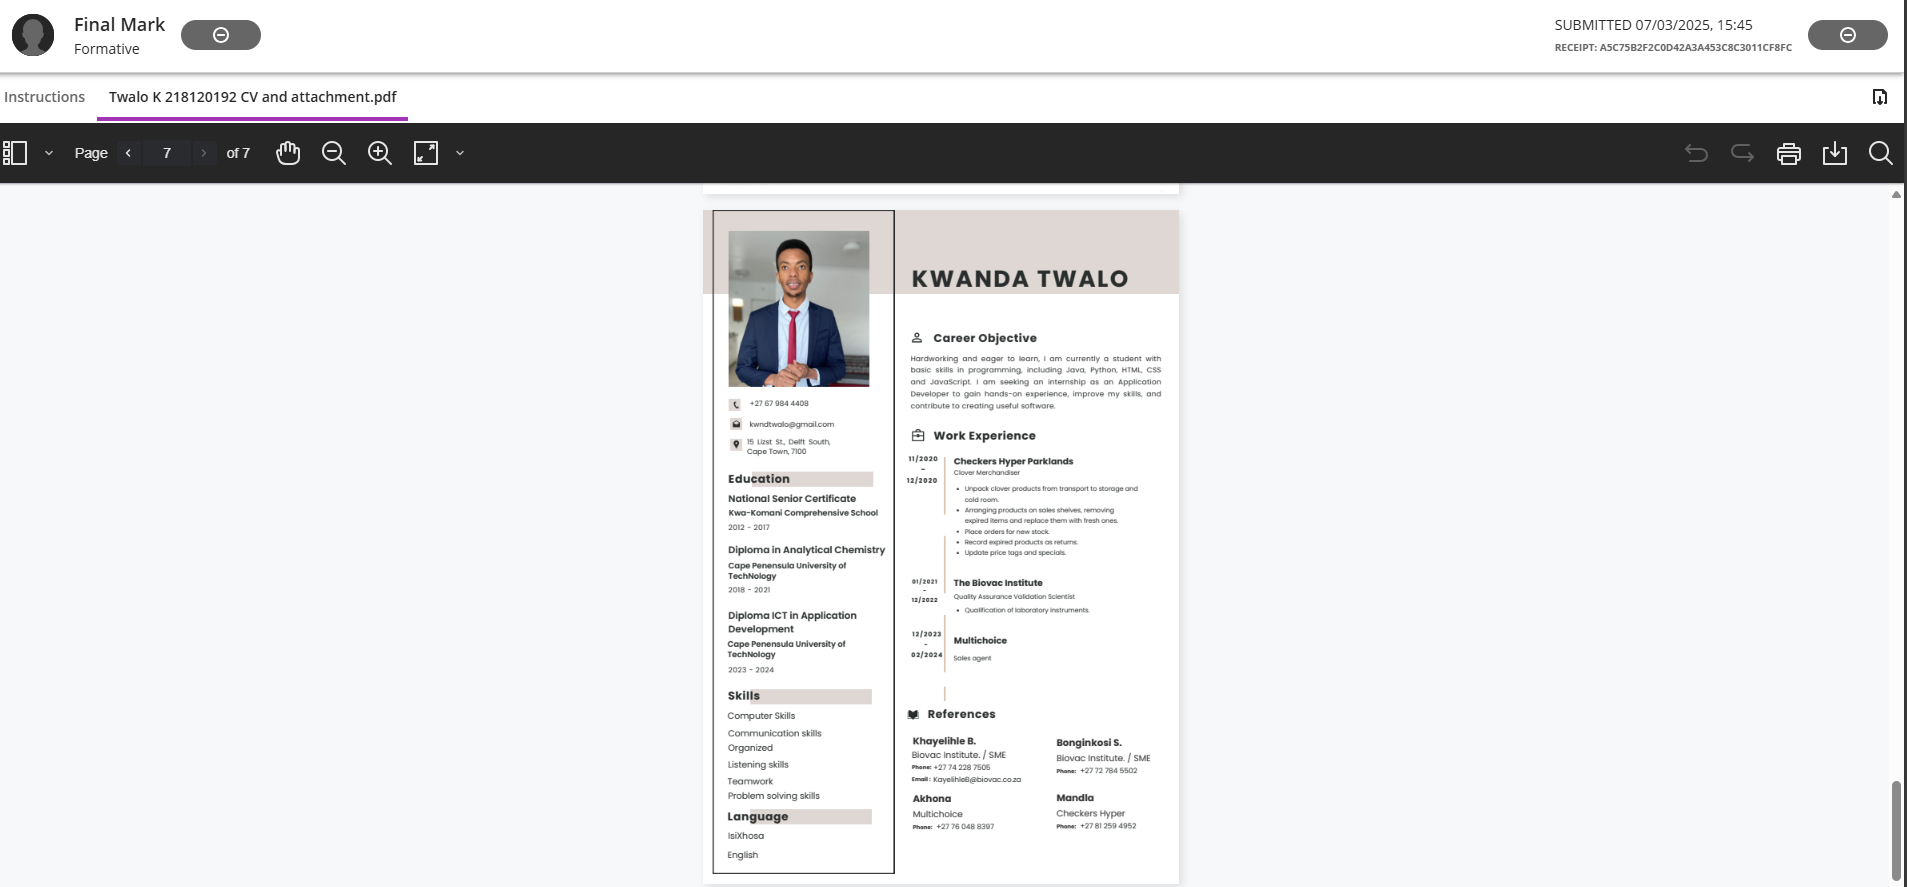 Final Mark
Formative
SUBMITTED 07/03/2025, 15:45
RECEIPT: A5C75B2F2C0D42A3A453C8C3011CF8FC
Instructions
Twalo K 218120192 CV and attachment.pdf
Page
7
of 7
+27 67 984 4408
kwndtwalo@gmail.com
15 Lizst St., Delft South,
Cape Town, 7100
Education
National Senior Certificate
Kwa-Komani Comprehensive School
2012 - 2017
Diploma in Analytical Chemistry
Cape Penensula University of
TechNology
2018 - 2021
Diploma ICT in Application
Development
Cape Penensula University of
TechNology
2023 - 2024
Skills
Computer Skills
Communication skills
Organized
Listening skills
Teamwork
Problem solving skills
Language
IsiXhosa
English
KWANDA TWALO
Career Objective
Hardworking and eager to learn, I am currently a student with
basic skills in programming, including Java, Python, HTML, CSS
and JavaScript. I am seeking an internship as an Application
Developer to gain hands-on experience, improve my skills, and
contribute to creating useful software.
Work Experience
11/2020
-
12/2020
Checkers Hyper Parklands
Clover Merchandiser
• Unpack clover products from transport to storage and
cold room.
• Arranging products on sales shelves, removing
expired items and replace them with fresh ones.
• Place orders for new stock.
• Record expired products as returns.
• Update price tags and specials.
01/2021
-
12/2022
The Biovac Institute
Quality Assurance Validation Scientist
• Qualification of laboratory instruments.
12/2023
-
02/2024
Multichoice
Sales agent
References
Khayelihle B.
Biovac Institute. / SME
Phone: +27 74 228 7505
Email: KayelihleB@biovac.co.za
Bonginkosi S.
Biovac Institute. / SME
Phone: +27 72 784 5502
Akhona
Multichoice
Phone: +27 76 048 8397
Mandla
Checkers Hyper
Phone: +27 81 259 4952